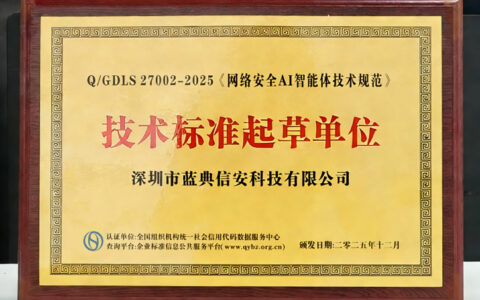 Q/GDLS 27002-2025《网络安全AI智能体技术规范》
技术标准起草单位
深圳市蓝典信安科技有限公司
认证单位:全国组织机构统一社会信用代码数据服务中心
查询平台:企业标准信息公共服务平台(www.qybz.org.cn)
颁发日期:二零二五年十二月